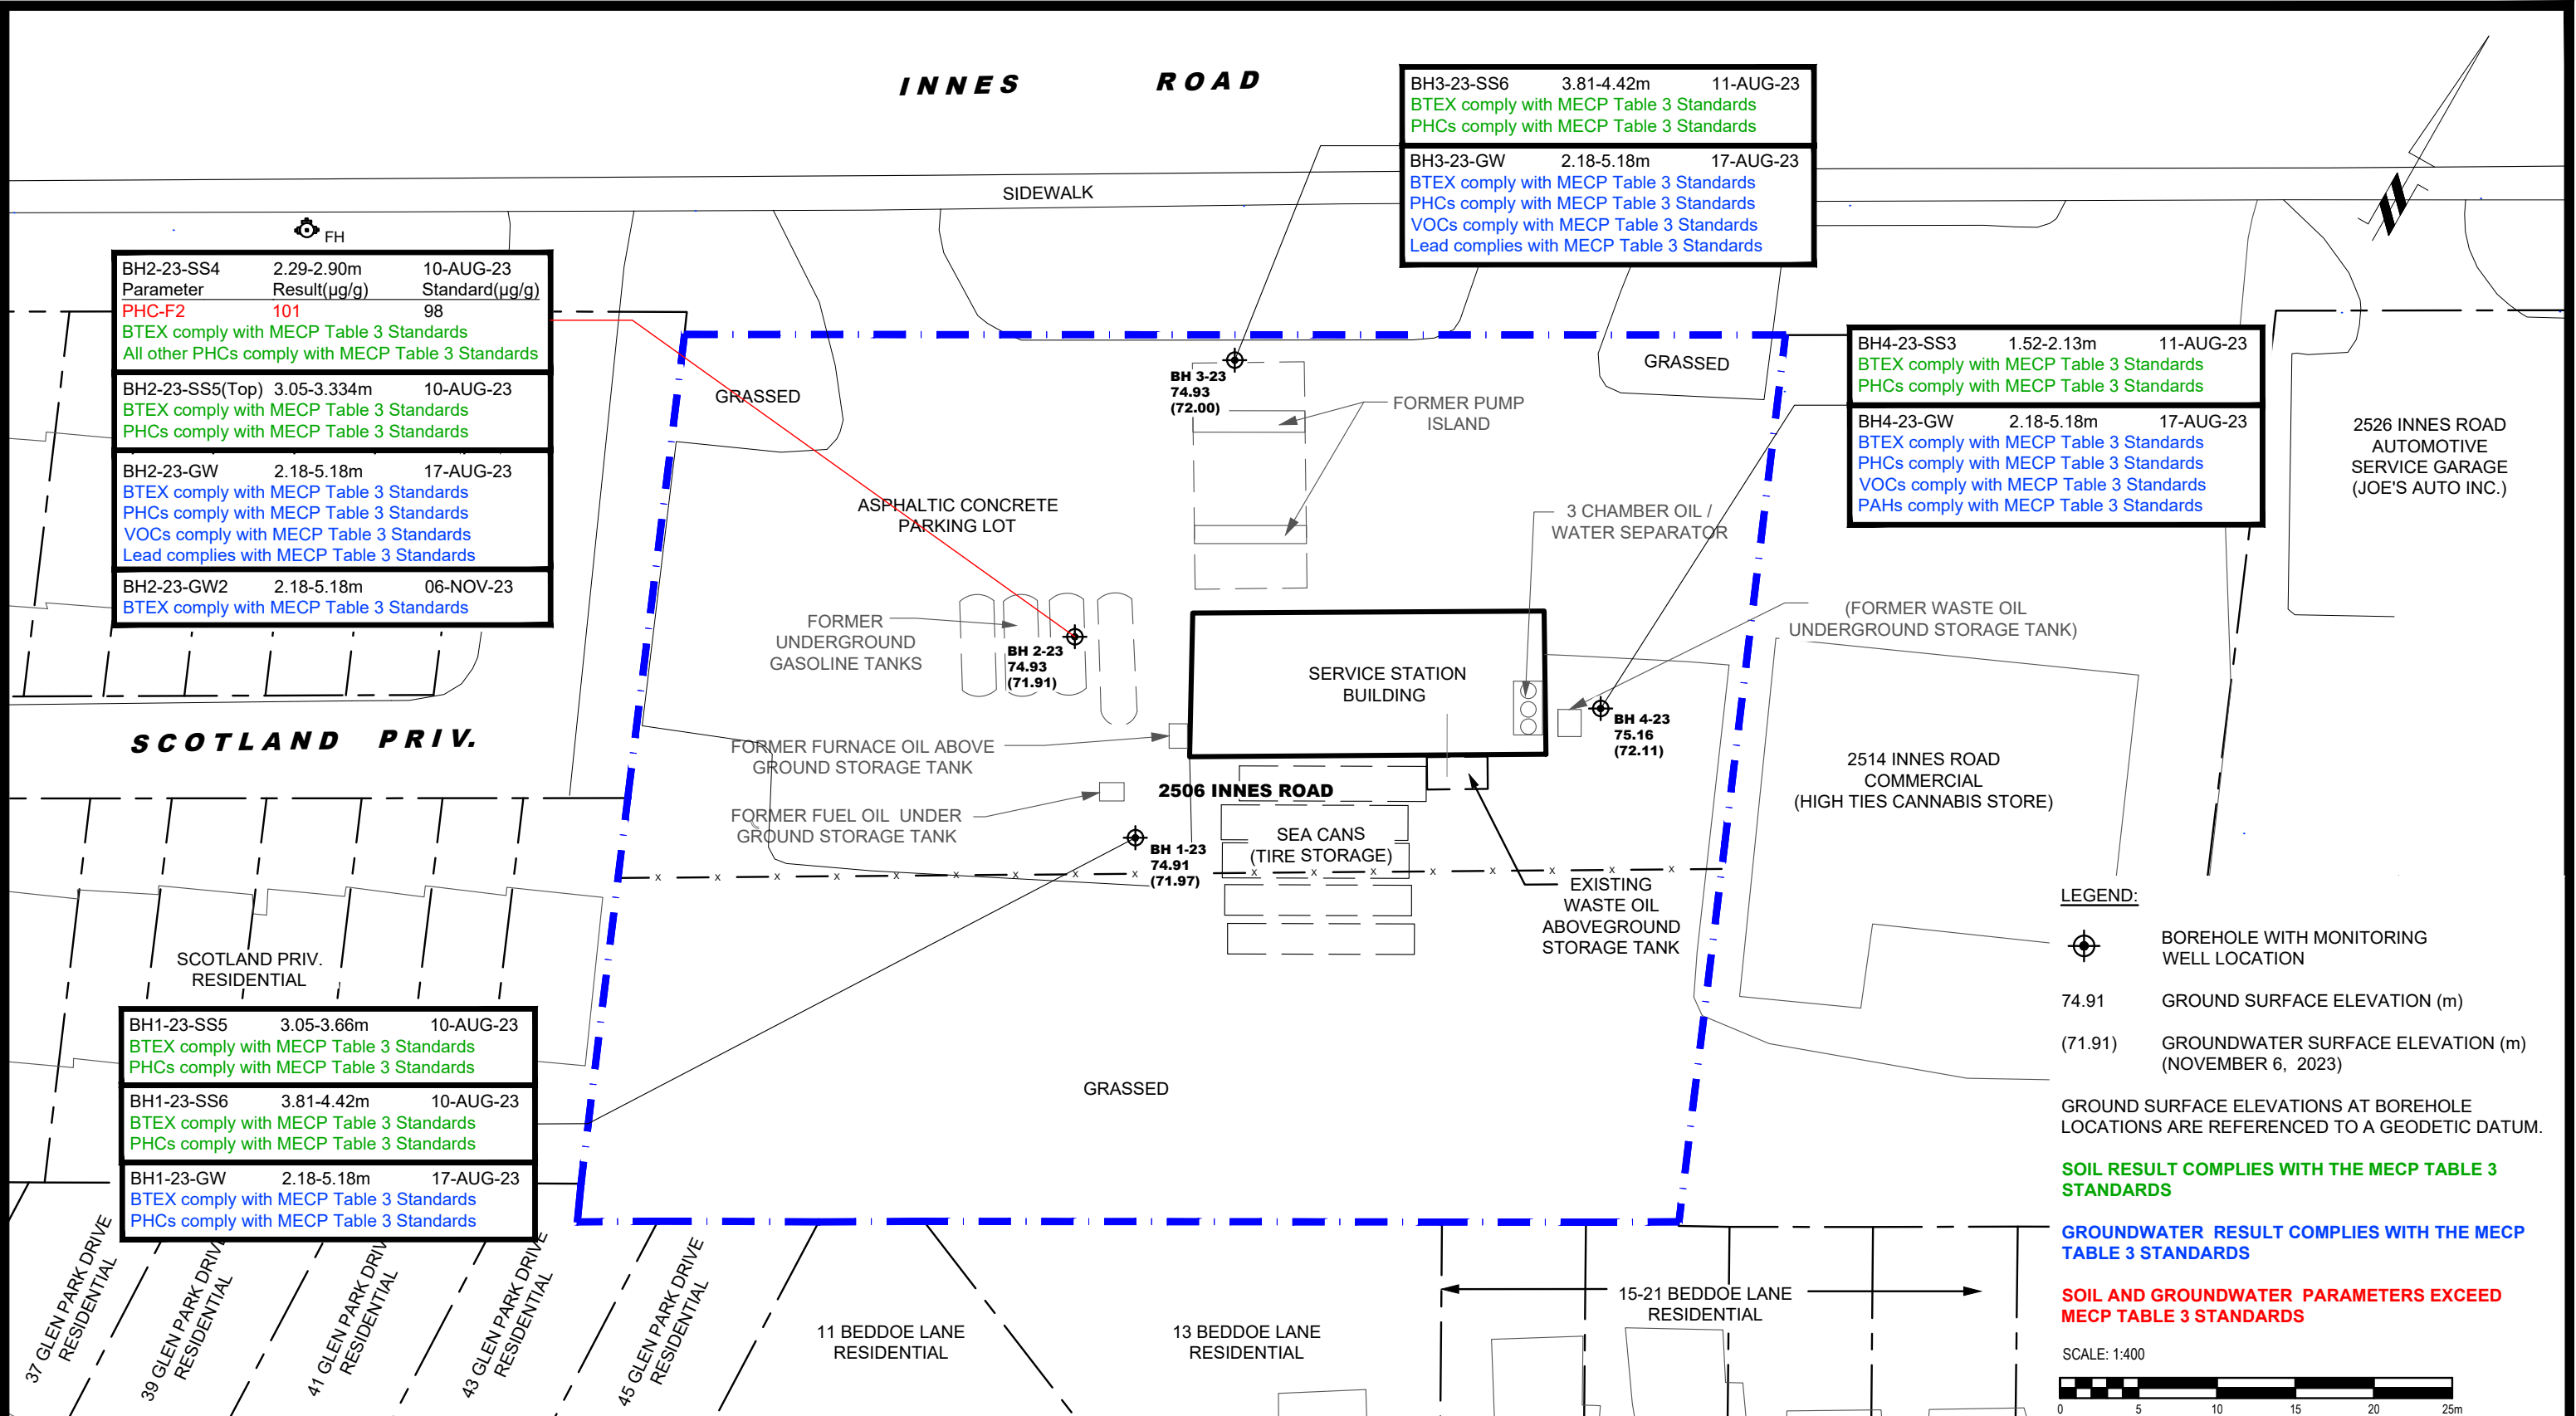 INNES ROAD
SIDEWALK
FH
BH3-23-SS6 3.81-4.42m 11-AUG-23
BTEX comply with MECP Table 3 Standards
PHCs comply with MECP Table 3 Standards
BH3-23-GW 2.18-5.18m 17-AUG-23
BTEX comply with MECP Table 3 Standards
PHCs comply with MECP Table 3 Standards
VOCs comply with MECP Table 3 Standards
Lead complies with MECP Table 3 Standards
BH2-23-SS4 2.29-2.90m 10-AUG-23
Parameter Result(µg/g) Standard(µg/g)
PHC-F2 101 98
BTEX comply with MECP Table 3 Standards
All other PHCs comply with MECP Table 3 Standards
BH2-23-SS5(Top) 3.05-3.334m 10-AUG-23
BTEX comply with MECP Table 3 Standards
PHCs comply with MECP Table 3 Standards
BH2-23-GW 2.18-5.18m 17-AUG-23
BTEX comply with MECP Table 3 Standards
PHCs comply with MECP Table 3 Standards
VOCs comply with MECP Table 3 Standards
Lead complies with MECP Table 3 Standards
BH2-23-GW2 2.18-5.18m 06-NOV-23
BTEX comply with MECP Table 3 Standards
BH4-23-SS3 1.52-2.13m 11-AUG-23
BTEX comply with MECP Table 3 Standards
PHCs comply with MECP Table 3 Standards
BH4-23-GW 2.18-5.18m 17-AUG-23
BTEX comply with MECP Table 3 Standards
PHCs comply with MECP Table 3 Standards
VOCs comply with MECP Table 3 Standards
PAHs comply with MECP Table 3 Standards
GRASSED
BH 3-23
74.93
(72.00)
FORMER PUMP
ISLAND
GRASSED
2526 INNES ROAD
AUTOMOTIVE
SERVICE GARAGE
(JOE'S AUTO INC.)
ASPHALTIC CONCRETE
PARKING LOT
3 CHAMBER OIL /
WATER SEPARATOR
FORMER
UNDERGROUND
GASOLINE TANKS
BH 2-23
74.93
(71.91)
SERVICE STATION
BUILDING
(FORMER WASTE OIL
UNDERGROUND STORAGE TANK)
BH 4-23
75.16
(72.11)
SCOTLAND PRIV.
FORMER FURNACE OIL ABOVE
GROUND STORAGE TANK
2506 INNES ROAD
FORMER FUEL OIL UNDER
GROUND STORAGE TANK
BH 1-23
74.91
(71.97)
SEA CANS
(TIRE STORAGE)
2514 INNES ROAD
COMMERCIAL
(HIGH TIES CANNABIS STORE)
x x x x x x x x x x x x x x x x x x
EXISTING
WASTE OIL
ABOVEGROUND
STORAGE TANK
SCOTLAND PRIV.
RESIDENTIAL
BH1-23-SS5 3.05-3.66m 10-AUG-23
BTEX comply with MECP Table 3 Standards
PHCs comply with MECP Table 3 Standards
BH1-23-SS6 3.81-4.42m 10-AUG-23
BTEX comply with MECP Table 3 Standards
PHCs comply with MECP Table 3 Standards
BH1-23-GW 2.18-5.18m 17-AUG-23
BTEX comply with MECP Table 3 Standards
PHCs comply with MECP Table 3 Standards
GRASSED
37 GLEN PARK DRIVE
RESIDENTIAL
39 GLEN PARK DRIVE
RESIDENTIAL
41 GLEN PARK DRIV
RESIDENTIAL
43 GLEN PARK DRIVE
RESIDENTIAL
45 GLEN PARK DRIVE
RESIDENTIAL
11 BEDDOE LANE
RESIDENTIAL
13 BEDDOE LANE
RESIDENTIAL
15-21 BEDDOE LANE
RESIDENTIAL
LEGEND:
BOREHOLE WITH MONITORING
WELL LOCATION
74.91 GROUND SURFACE ELEVATION (m)
(71.91) GROUNDWATER SURFACE ELEVATION (m)
(NOVEMBER 6, 2023)
GROUND SURFACE ELEVATIONS AT BOREHOLE
LOCATIONS ARE REFERENCED TO A GEODETIC DATUM.
SOIL RESULT COMPLIES WITH THE MECP TABLE 3
STANDARDS
GROUNDWATER RESULT COMPLIES WITH THE MECP
TABLE 3 STANDARDS
SOIL AND GROUNDWATER PARAMETERS EXCEED
MECP TABLE 3 STANDARDS
SCALE: 1:400
0 5 10 15 20 25m